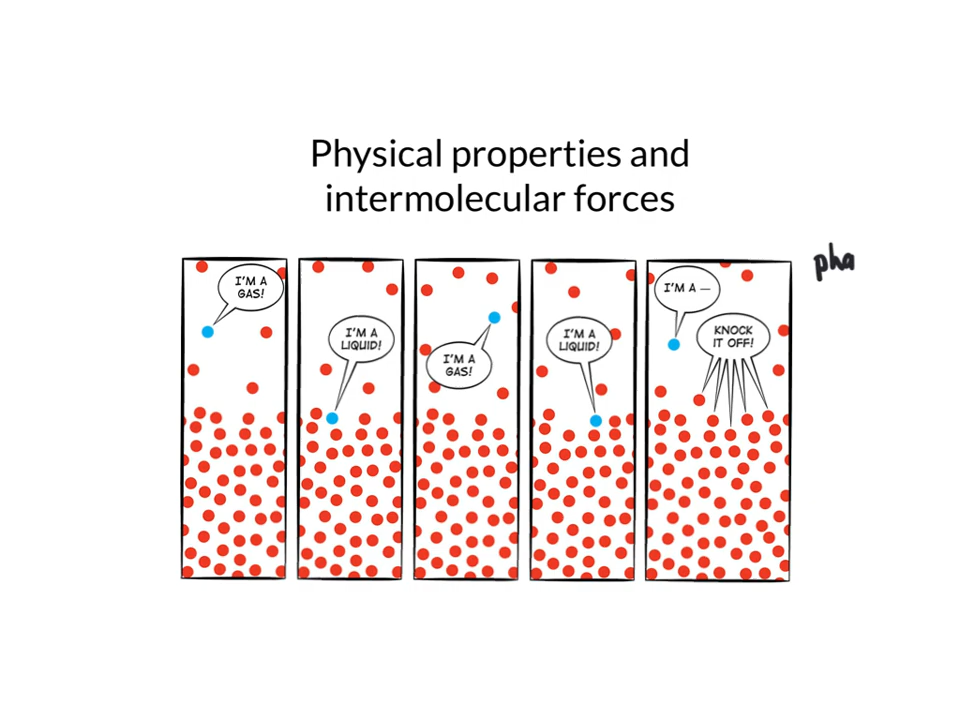 Physical properties and
intermolecular forces
pha
I'M A
GAS!
I'M A
LIQUID!
I'M A
GAS!
I'M A
LIQUID!
I'M A —
KNOCK
IT OFF!